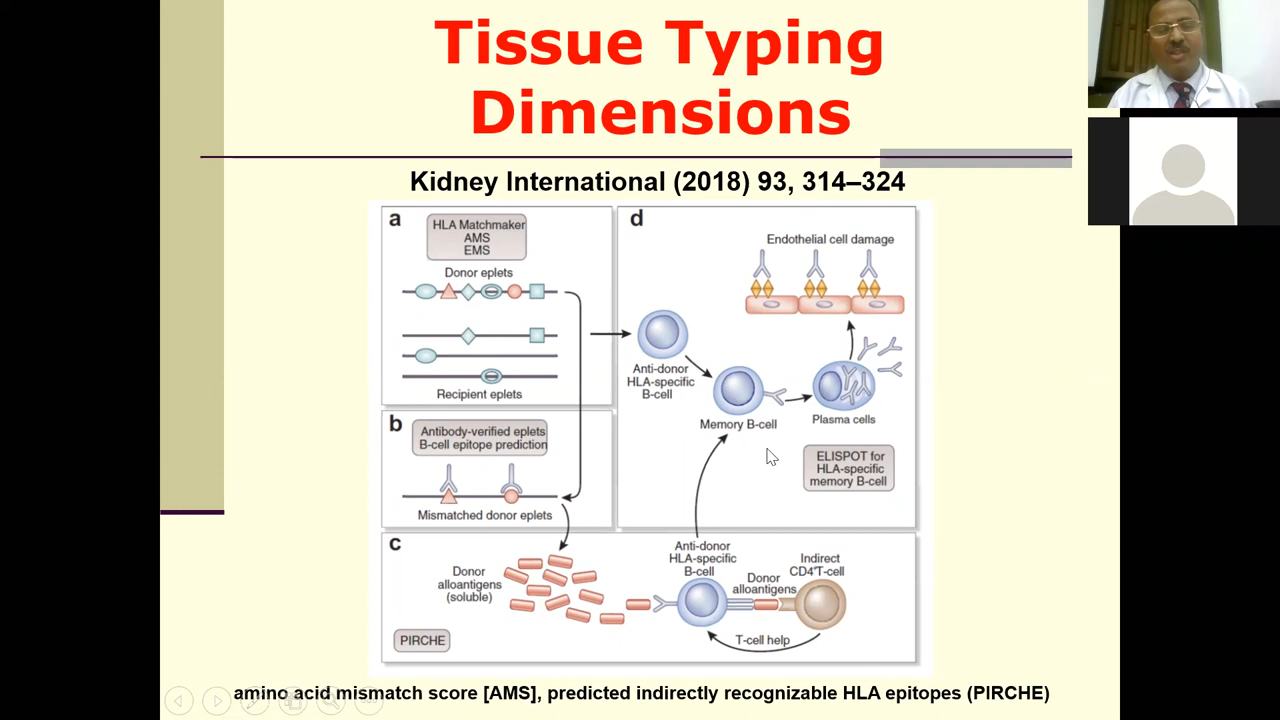 Tissue Typing
Dimensions
Kidney International (2018) 93, 314–324
a
HLA Matchmaker
AMS
EMS
Donor eplets
Recipient eplets
b
Antibody-verified eplets
B-cell epitope prediction
Mismatched donor eplets
d
Endothelial cell damage
Anti-donor
HLA-specific
B-cell
Memory B-cell
Plasma cells
ELISPOT for
HLA-specific
memory B-cell
c
Donor
alloantigens
(soluble)
PIRCHE
Anti-donor
HLA-specific
B-cell
Donor
alloantigens
Indirect
CD4⁺T-cell
T-cell help
amino acid mismatch score [AMS], predicted indirectly recognizable HLA epitopes (PIRCHE)